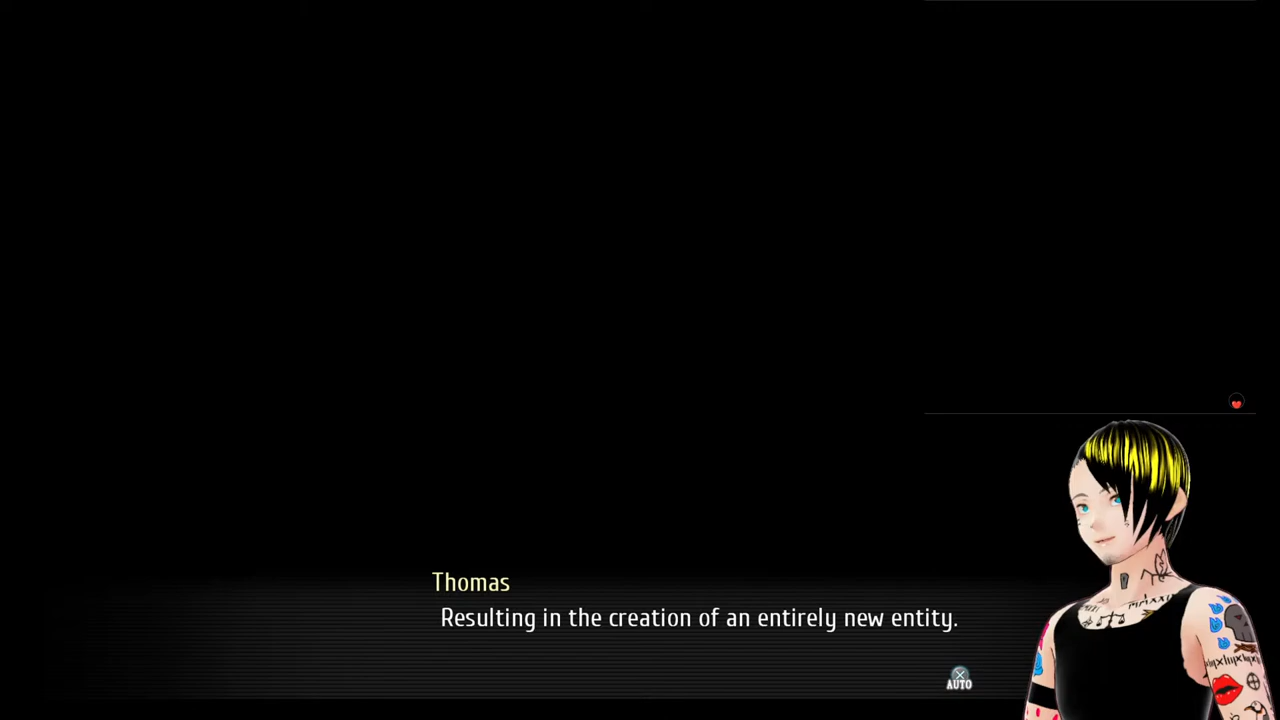 Thomas
Resulting in the creation of an entirely new entity.
AUTO